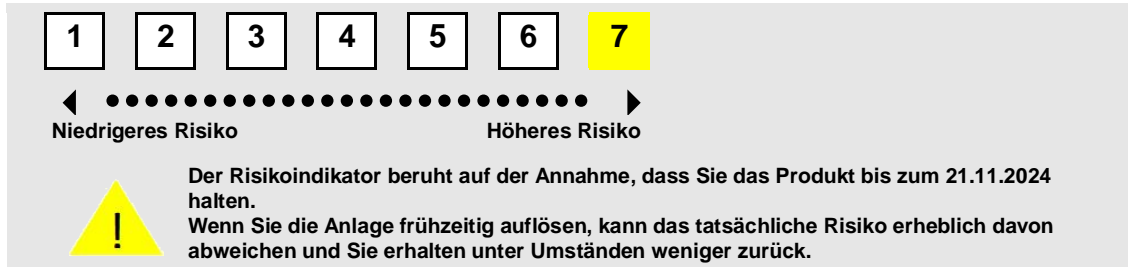 1 2 3 4 5 6 7
Niedrigeres Risiko Höheres Risiko
Der Risikoindikator beruht auf der Annahme, dass Sie das Produkt bis zum 21.11.2024
halten.
Wenn Sie die Anlage frühzeitig auflösen, kann das tatsächliche Risiko erheblich davon
abweichen und Sie erhalten unter Umständen weniger zurück.
!